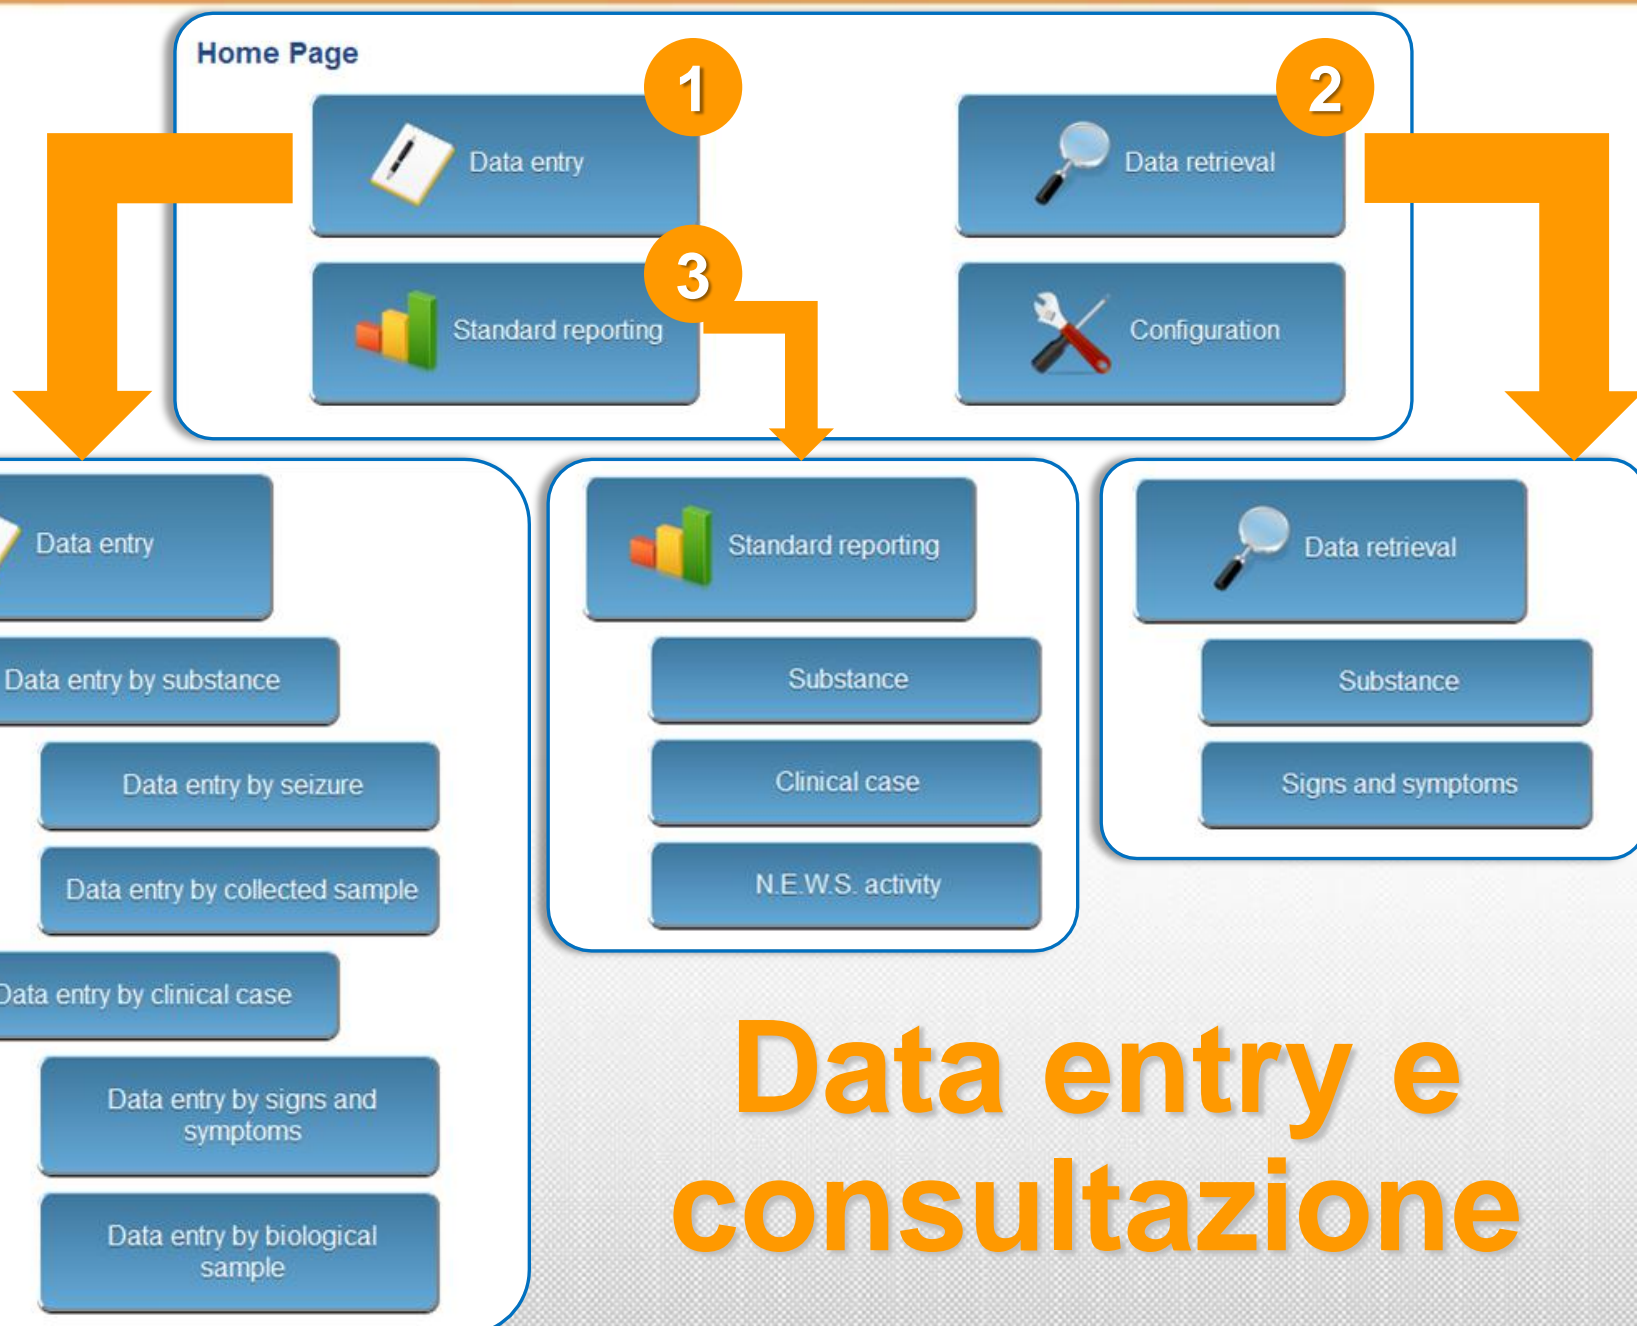 Home Page
1
Data entry
2
Data retrieval
3
Standard reporting
Configuration
Data entry
Data entry by substance
Data entry by seizure
Data entry by collected sample
Data entry by clinical case
Data entry by signs and
symptoms
Data entry by biological
sample
Standard reporting
Substance
Clinical case
N.E.W.S. activity
Data retrieval
Substance
Signs and symptoms
Data entry e
consultazione